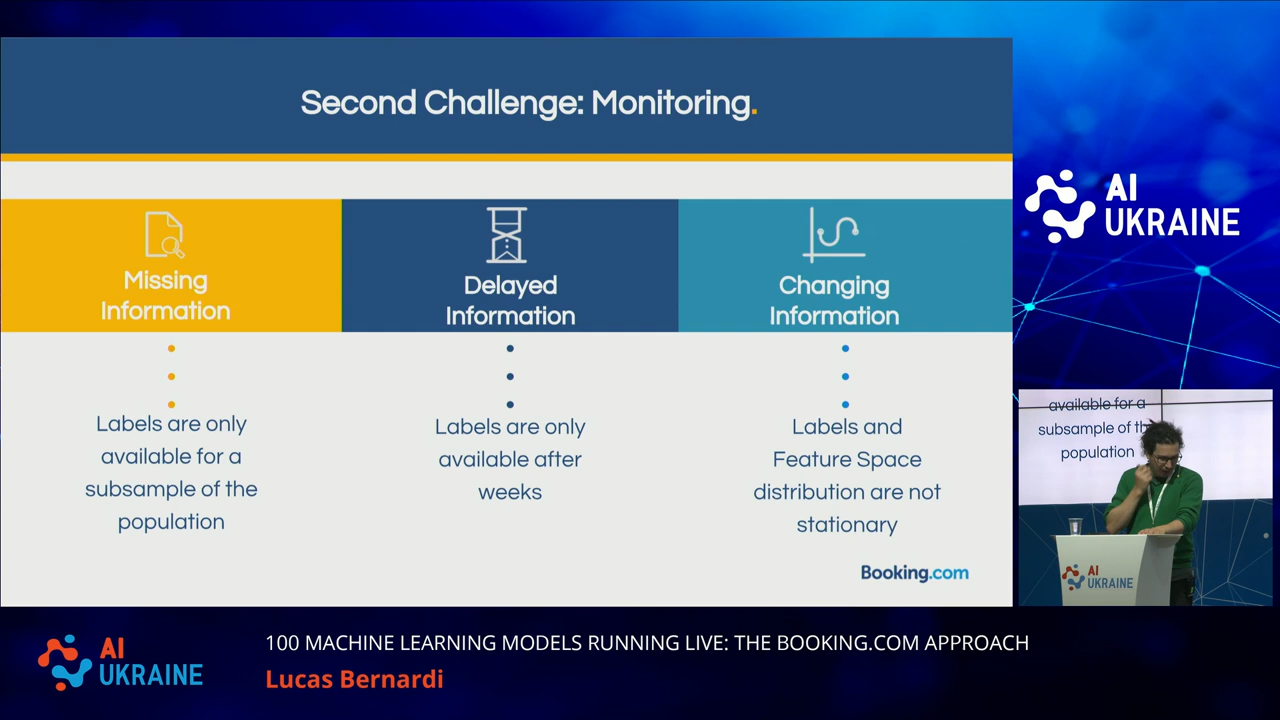 Second Challenge: Monitoring.
Missing
Information
Delayed
Information
Changing
Information
Labels are only
available for a
subsample of the
population
Labels are only
available after
weeks
Labels and
Feature Space
distribution are not
stationary
Booking.com
AI
UKRAINE
available for a
subsample of th
population
AI
UKRAINE
AI
UKRAINE
100 MACHINE LEARNING MODELS RUNNING LIVE: THE BOOKING.COM APPROACH
Lucas Bernardi